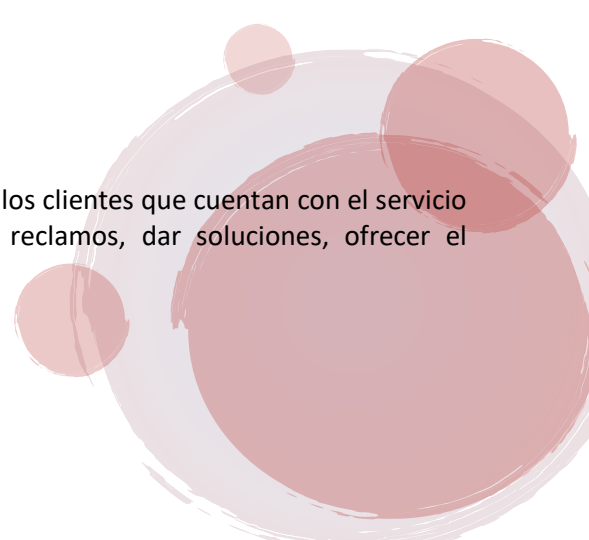 los clientes que cuentan con el servicio
reclamos, dar soluciones, ofrecer el